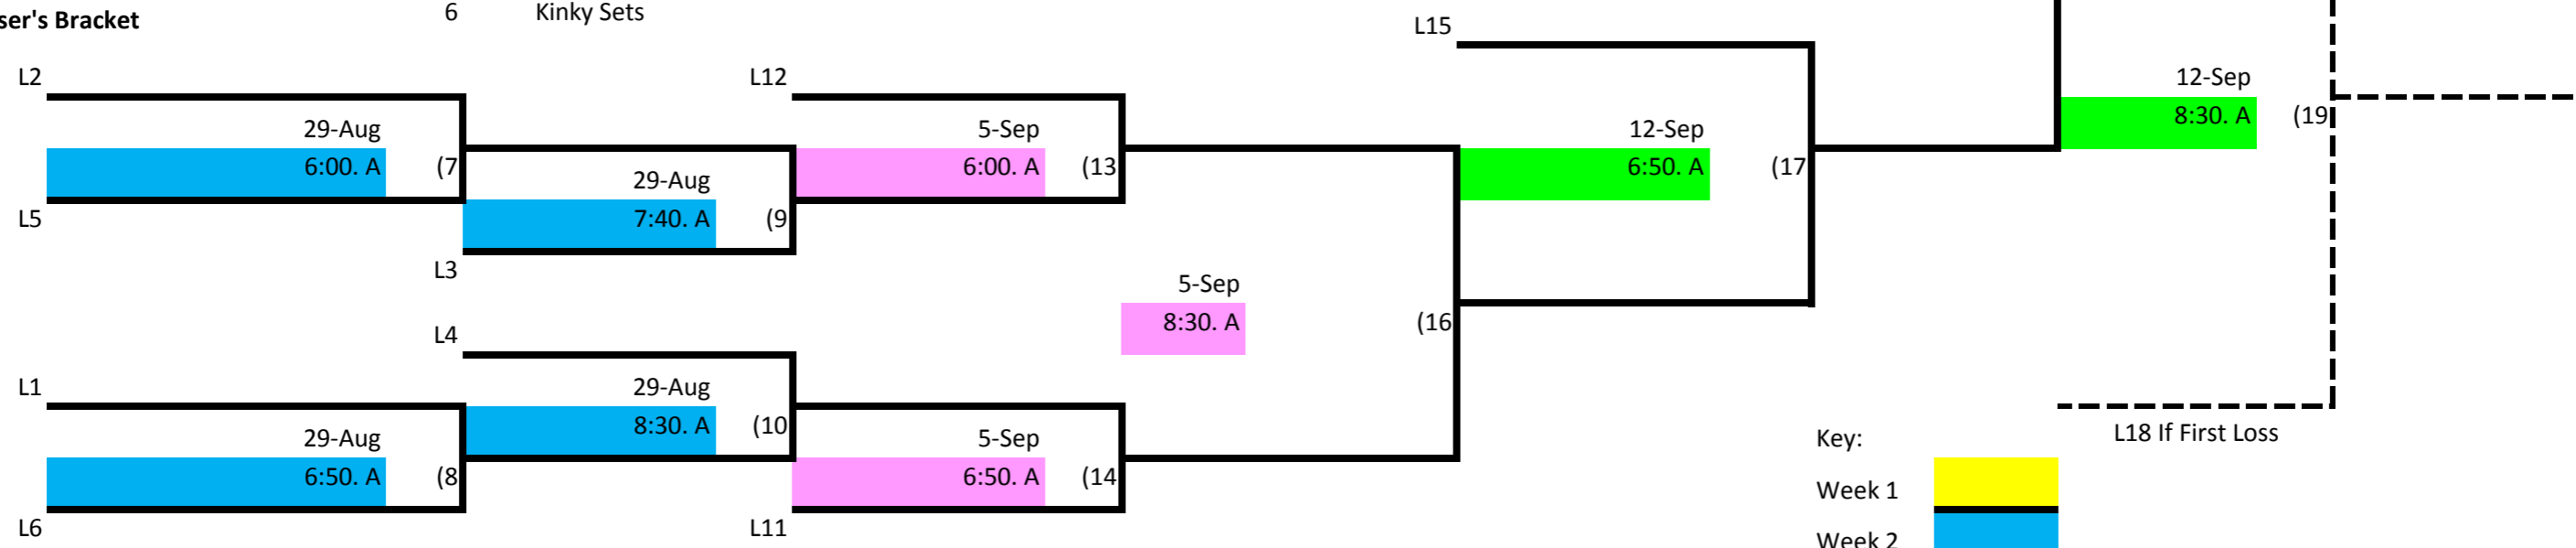 ser's Bracket
6 Kinky Sets
L15
L2
L12
12-Sep
29-Aug
5-Sep
12-Sep
8:30. A (19
6:00. A (7
6:00. A (13
6:50. A (17
29-Aug
L5
7:40. A (9
L3
5-Sep
8:30. A (16
L4
L1
29-Aug
8:30. A (10
L18 If First Loss
29-Aug
5-Sep
Key:
6:50. A (8
6:50. A (14
Week 1
L6
L11
Week 2